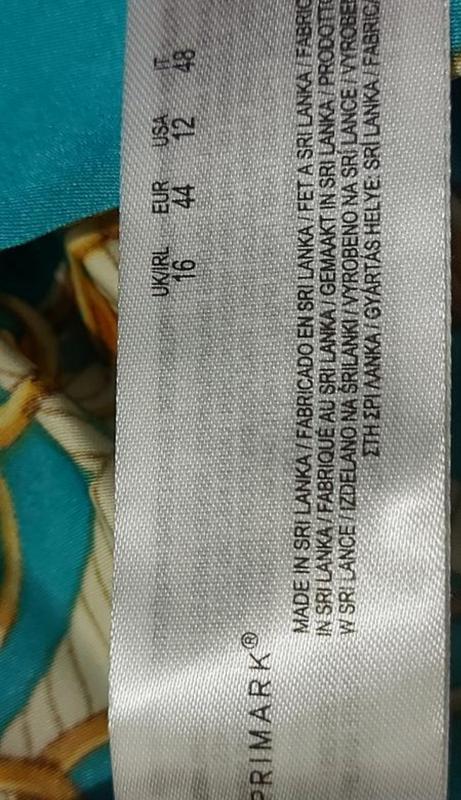 UK/IRL EUR USA IT
16 44 12 48
PRIMARK®
MADE IN SRI LANKA / FABRICADO EN SRI LANKA / FET A SRI LANKA / FABRIC
IN SRI LANKA / FABRIQUÉ AU SRI LANKA / GEMAAKT IN SRI LANKA / PRODOTTO
W SRI LANCE / IZDELANO NA ŠRILANKI / VYROBENO NA SRÍ LANCE / VYROBE
ΣΤΗ ΣΡΙ ΛΑΝΚΑ / GYÁRTÁS HELYE: SRÍ LANKA / FABRICA